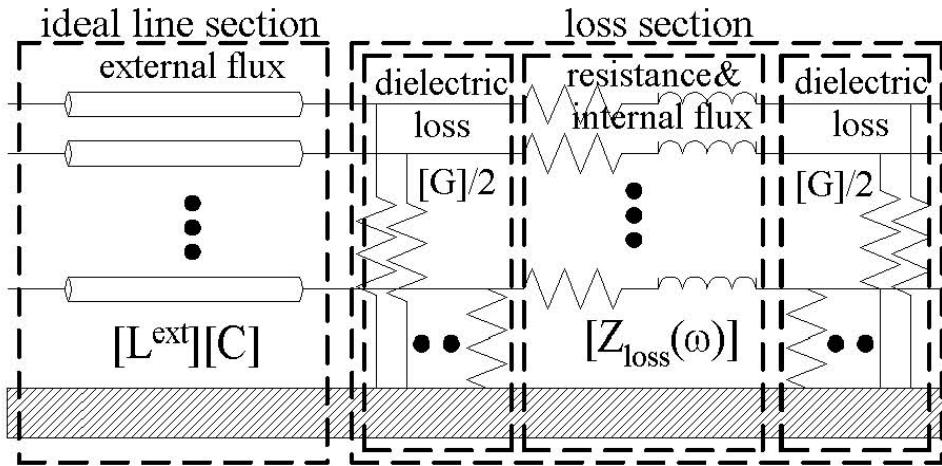 ideal line section
loss section
external flux
dielectric
loss
[G]/2
resistance&
internal flux
dielectric
loss
[G]/2
[L^ext][C]
[Z_loss(ω)]